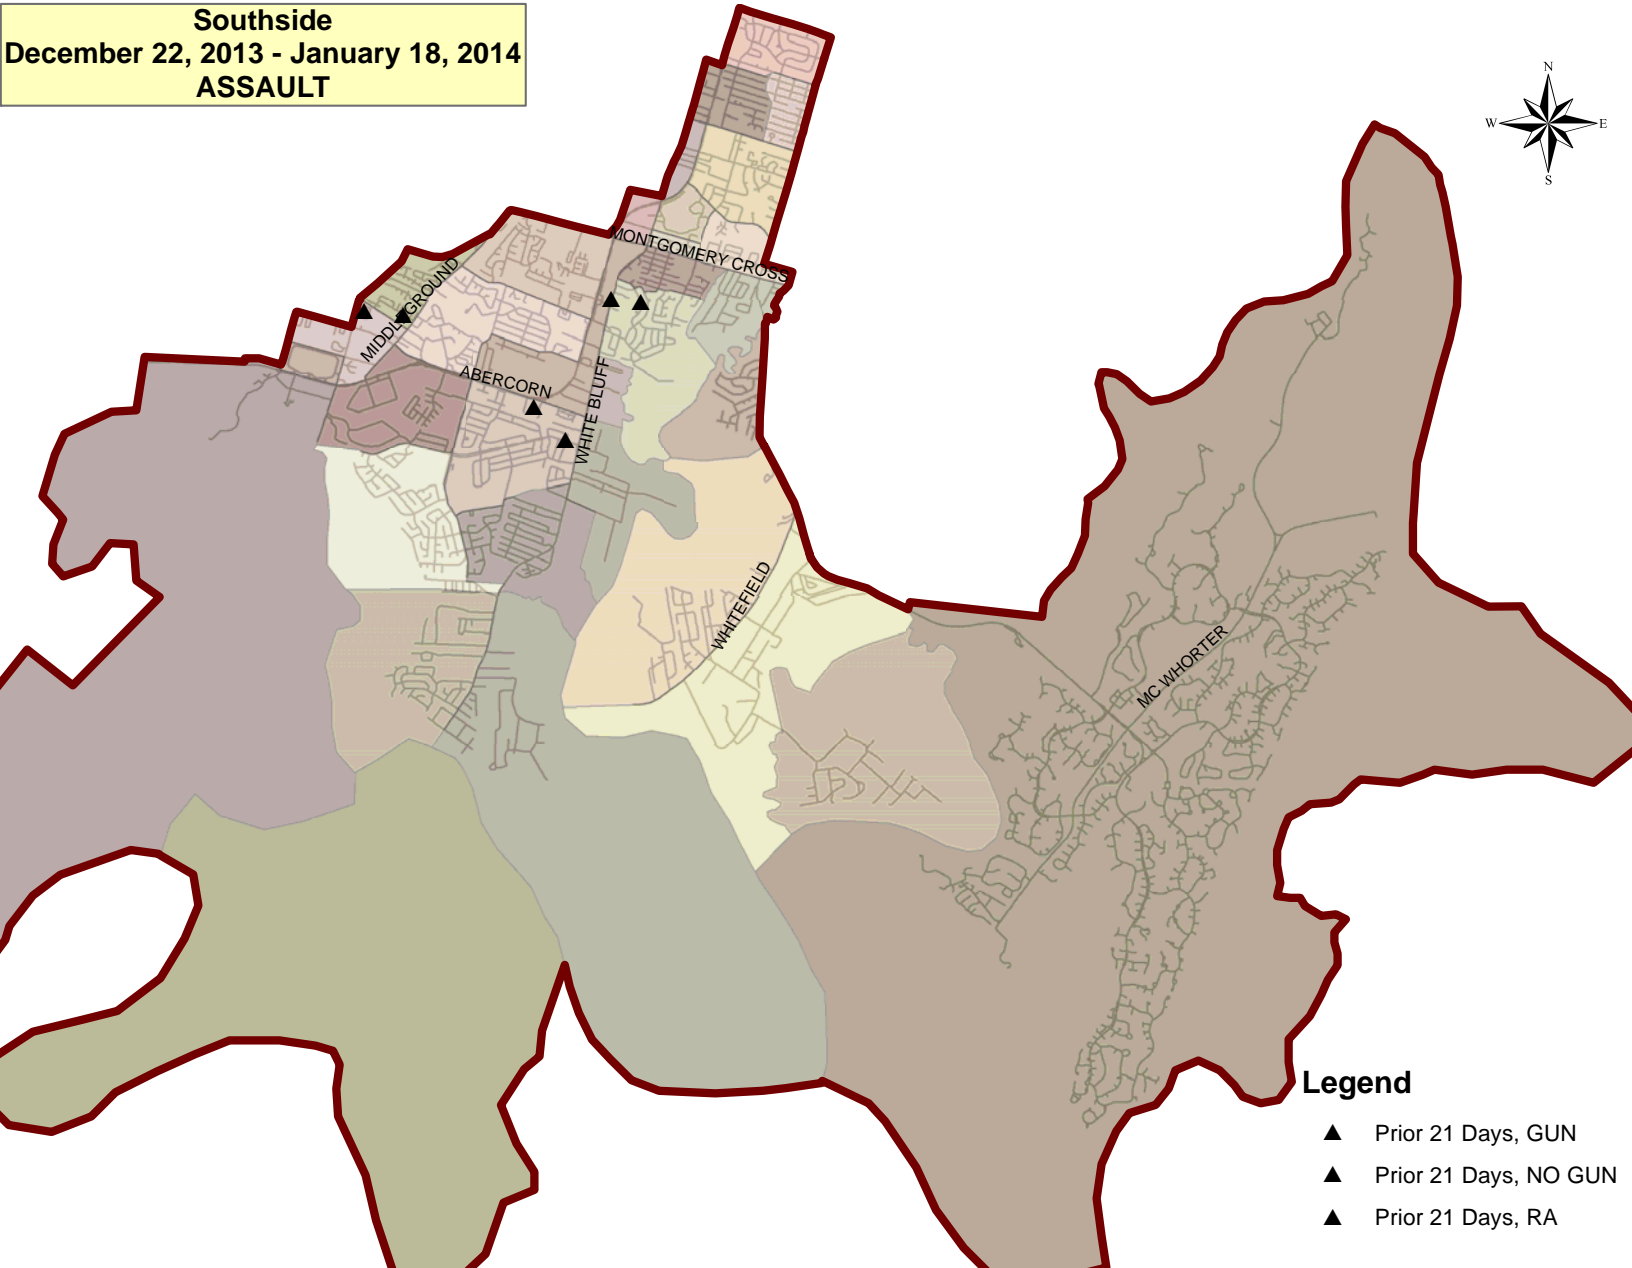 Southside
December 22, 2013 - January 18, 2014
ASSAULT
N
W
E
S
MONTGOMERY CROSS
MIDDLEGROUND
ABERCORN
WHITE BLUFF
WHITEFIELD
MC WHORTER
Legend
Prior 21 Days, GUN
Prior 21 Days, NO GUN
Prior 21 Days, RA